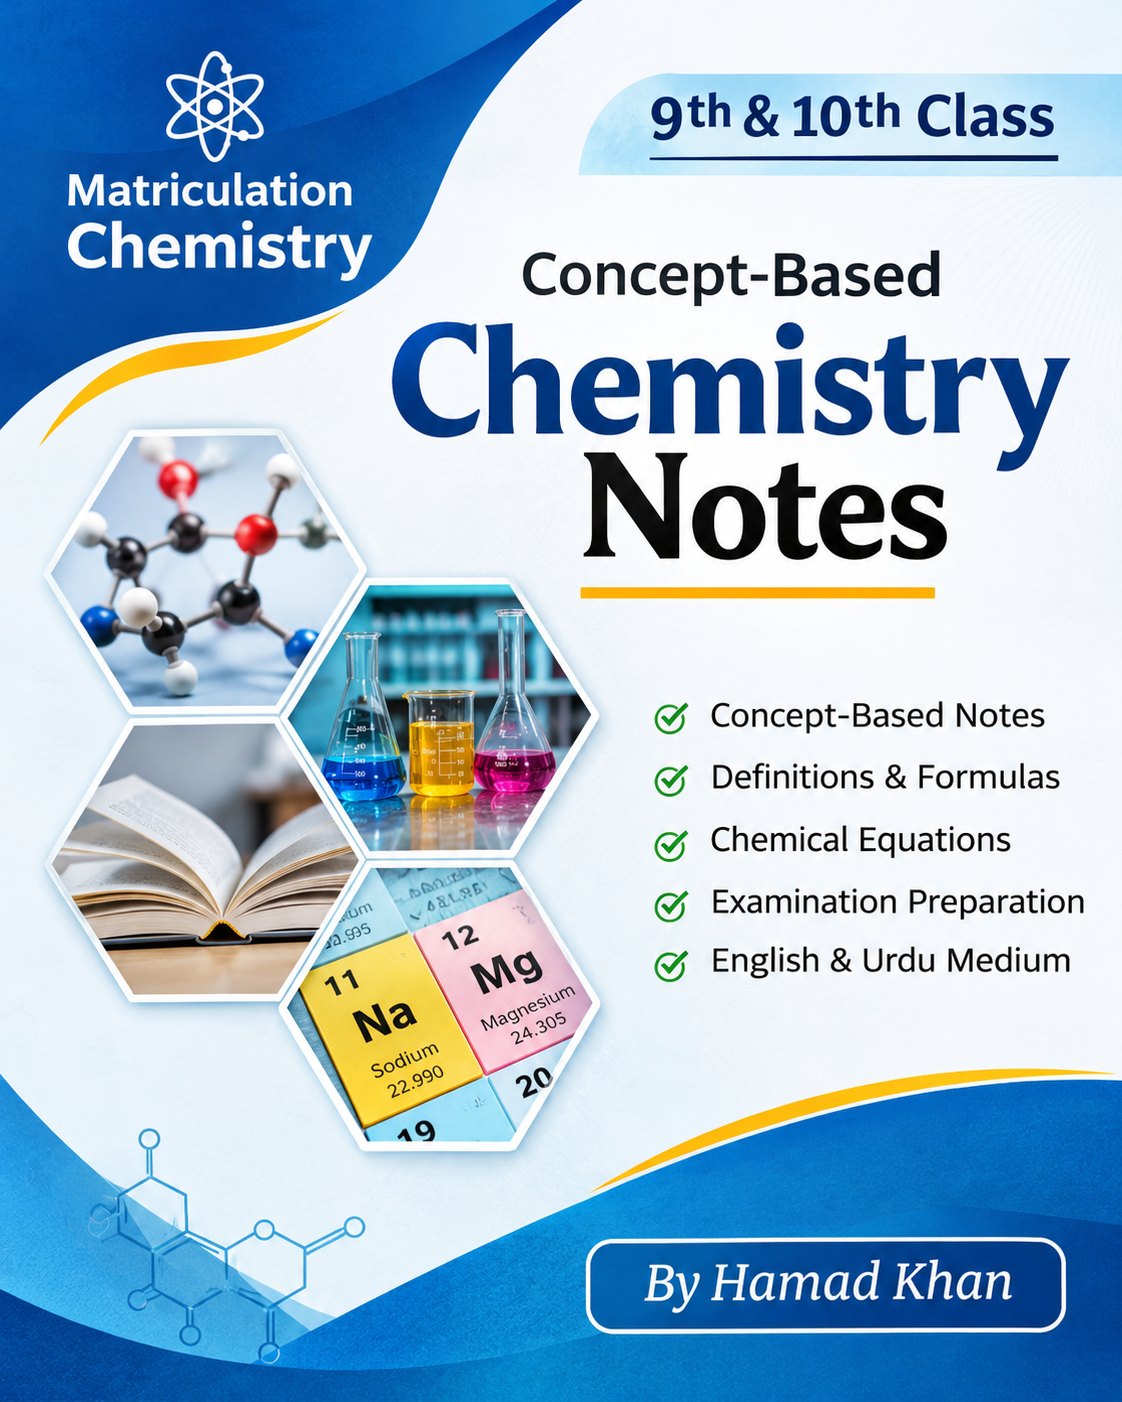 Matriculation
Chemistry
9th & 10th Class
Concept-Based
Chemistry
Notes
Concept-Based Notes
Definitions & Formulas
Chemical Equations
Examination Preparation
English & Urdu Medium
11
Na
Sodium
22.990
12
Mg
Magnesium
24.305
19
20
By Hamad Khan